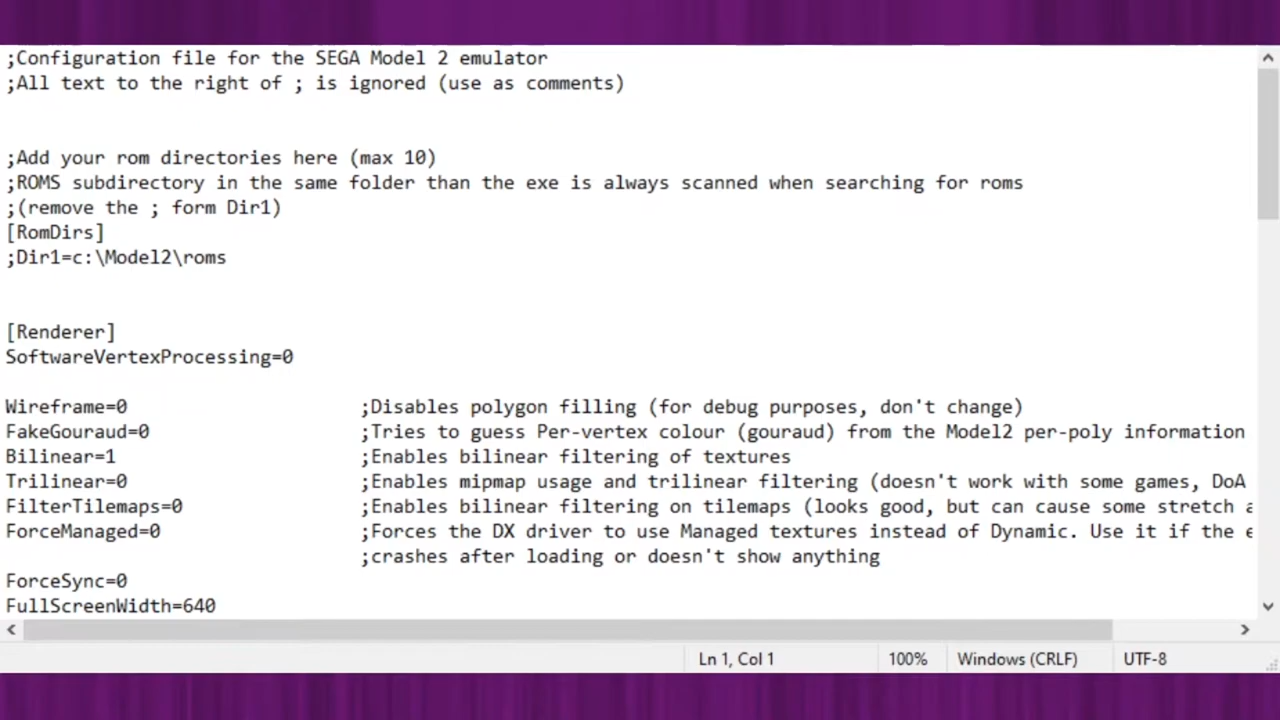 ;Configuration file for the SEGA Model 2 emulator
;All text to the right of ; is ignored (use as comments)
;Add your rom directories here (max 10)
;ROMS subdirectory in the same folder than the exe is always scanned when searching for roms
;(remove the ; form Dir1)
[RomDirs]
;Dir1=c:\Model2\roms
[Renderer]
SoftwareVertexProcessing=0
Wireframe=0 ;Disables polygon filling (for debug purposes, don't change)
FakeGouraud=0 ;Tries to guess Per-vertex colour (gouraud) from the Model2 per-poly information
Bilinear=1 ;Enables bilinear filtering of textures
Trilinear=0 ;Enables mipmap usage and trilinear filtering (doesn't work with some games, DoA
FilterTilemaps=0 ;Enables bilinear filtering on tilemaps (looks good, but can cause some stretch
ForceManaged=0 ;Forces the DX driver to use Managed textures instead of Dynamic. Use it if the
;crashes after loading or doesn't show anything
ForceSync=0
FullScreenWidth=640
Ln 1, Col 1 100% Windows (CRLF) UTF-8